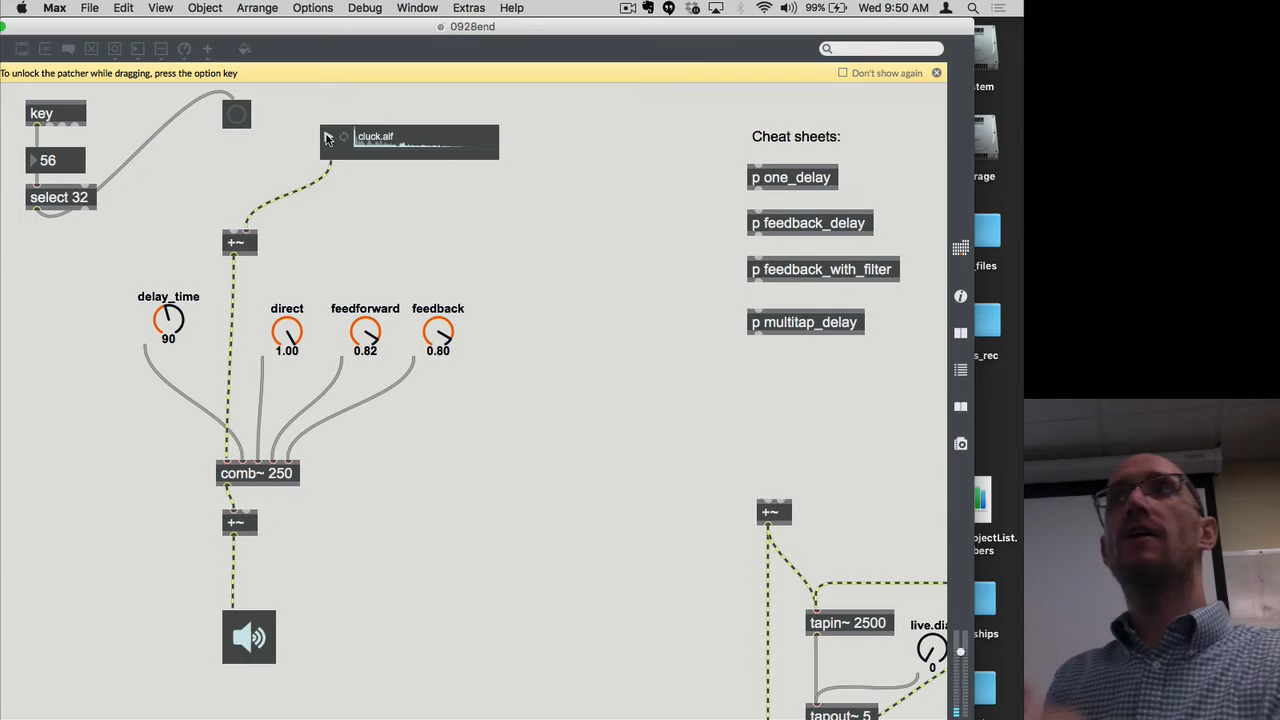 Max File Edit View Object Arrange Options Debug Window Extras Help 99% Wed 9:50 AM
0928end
To unlock the patcher while dragging, press the option key
Don't show again
key
56
select 32
cluck.aif
+~
delay_time
90
direct
1.00
feedforward
0.82
feedback
0.80
comb~ 250
+~
Cheat sheets:
p one_delay
p feedback_delay
p feedback_with_filter
p multitap_delay
+~
tapin~ 2500
live.dia
0
tapout~ 5
stem
rage
_files
s_rec
ojectList.
bers
ships